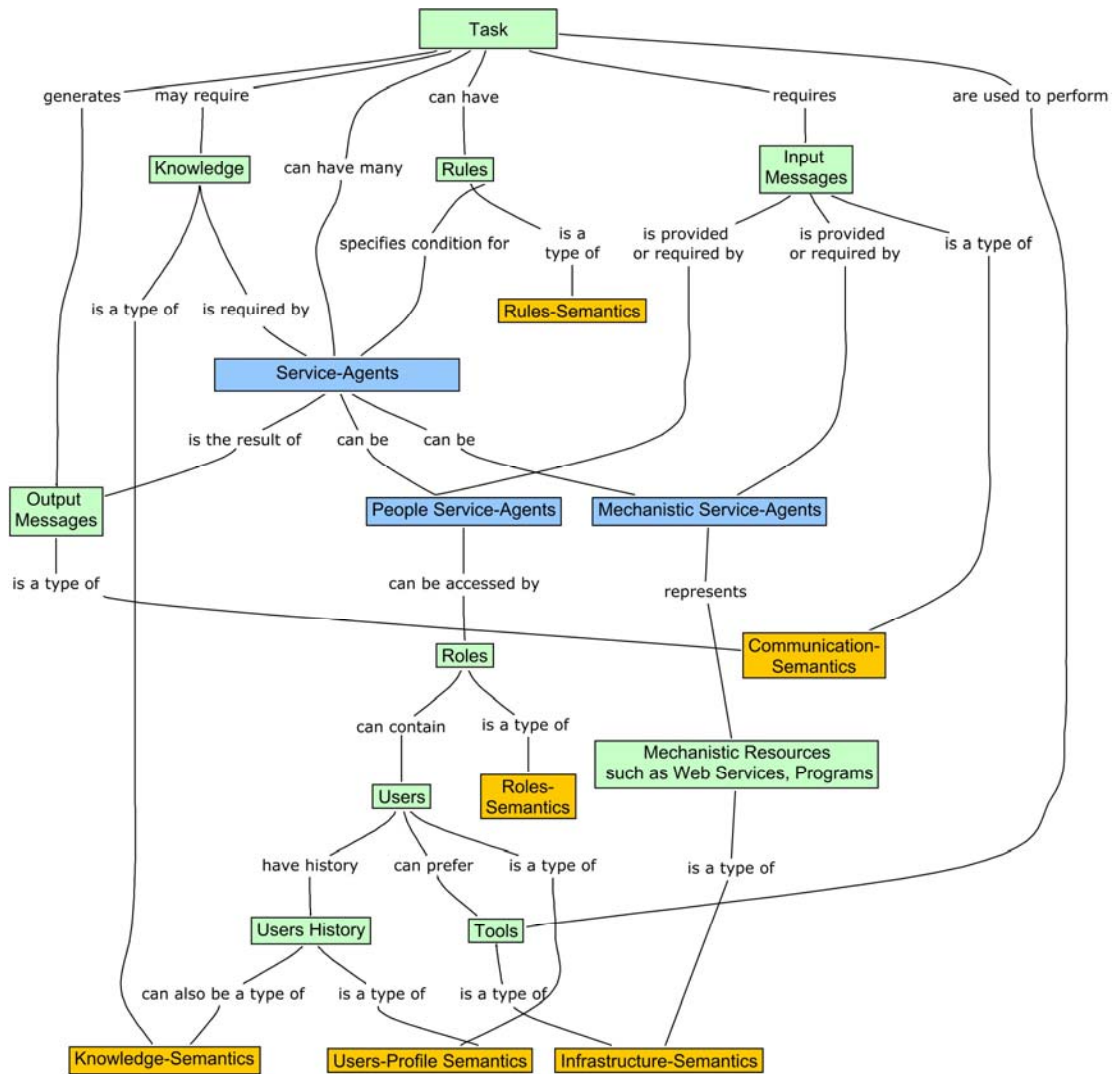 Task
generates
may require
can have
requires
are used to perform
Knowledge
can have many
Rules
Input
Messages
specifies condition for
is a
type of
is provided
or required by
is provided
or required by
is a type of
is a type of
is required by
Rules-Semantics
Service-Agents
is the result of
can be
can be
Output
Messages
People Service-Agents
Mechanistic Service-Agents
is a type of
can be accessed by
represents
Roles
Communication-
Semantics
can contain
is a type of
Mechanistic Resources
such as Web Services, Programs
Users
Roles-
Semantics
have history
can prefer
is a type of
is a type of
Users History
Tools
can also be a type of
is a type of
is a type of
Knowledge-Semantics
Users-Profile Semantics
Infrastructure-Semantics